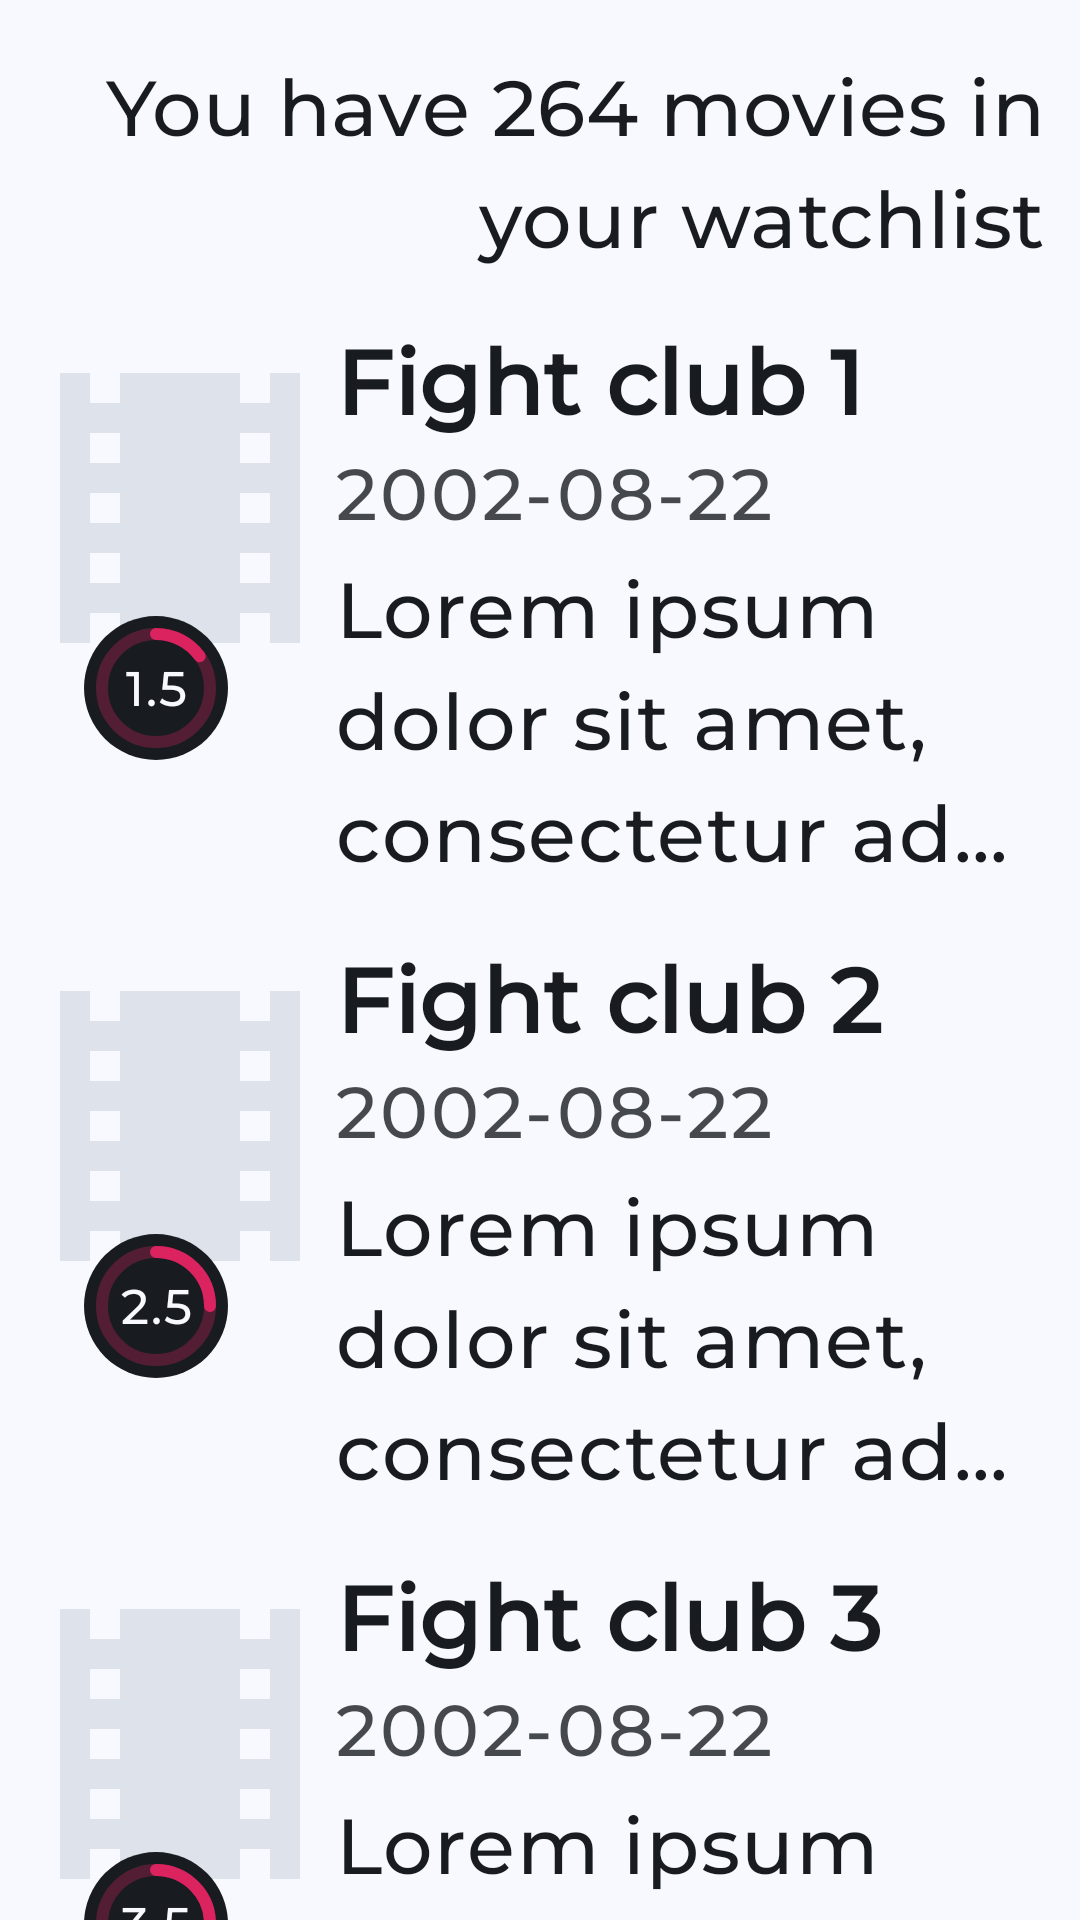 You have 264 movies in
your watchlist
Fight club 1
2002-08-22
Lorem ipsum
dolor sit amet,
consectetur ad...
1.5
Fight club 2
2002-08-22
Lorem ipsum
dolor sit amet,
consectetur ad...
2.5
Fight club 3
2002-08-22
Lorem ipsum
3.5